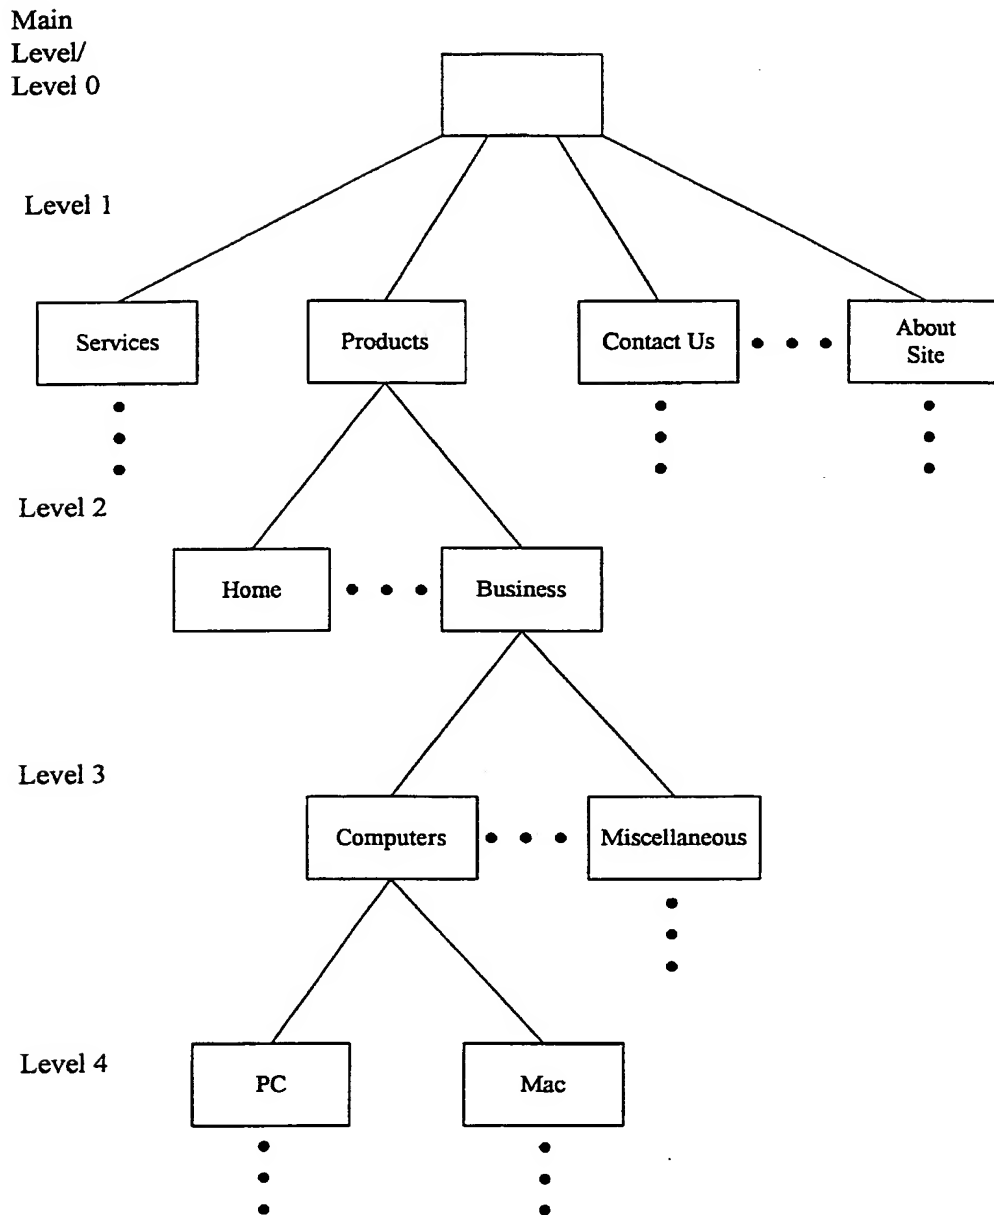 Main
Level/
Level 0
Level 1
Services
Products
Contact Us
About
Site
Level 2
Home
Business
Level 3
Computers
Miscellaneous
Level 4
PC
Mac